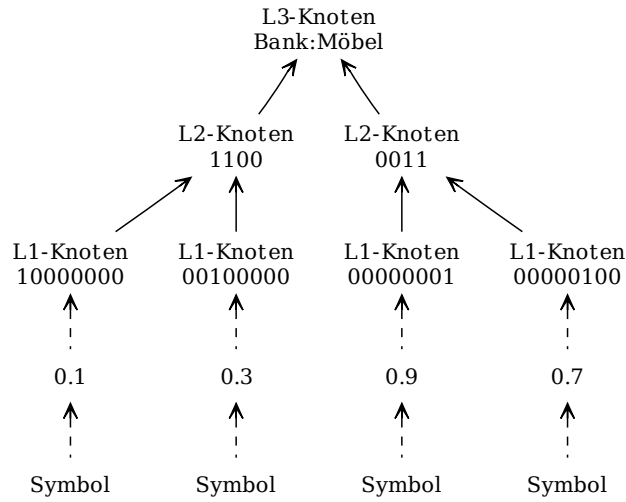 L3-Knoten
Bank:Möbel
L2-Knoten L2-Knoten
1100 0011
L1-Knoten L1-Knoten L1-Knoten L1-Knoten
10000000 00100000 00000001 00000100
0.1 0.3 0.9 0.7
Symbol Symbol Symbol Symbol